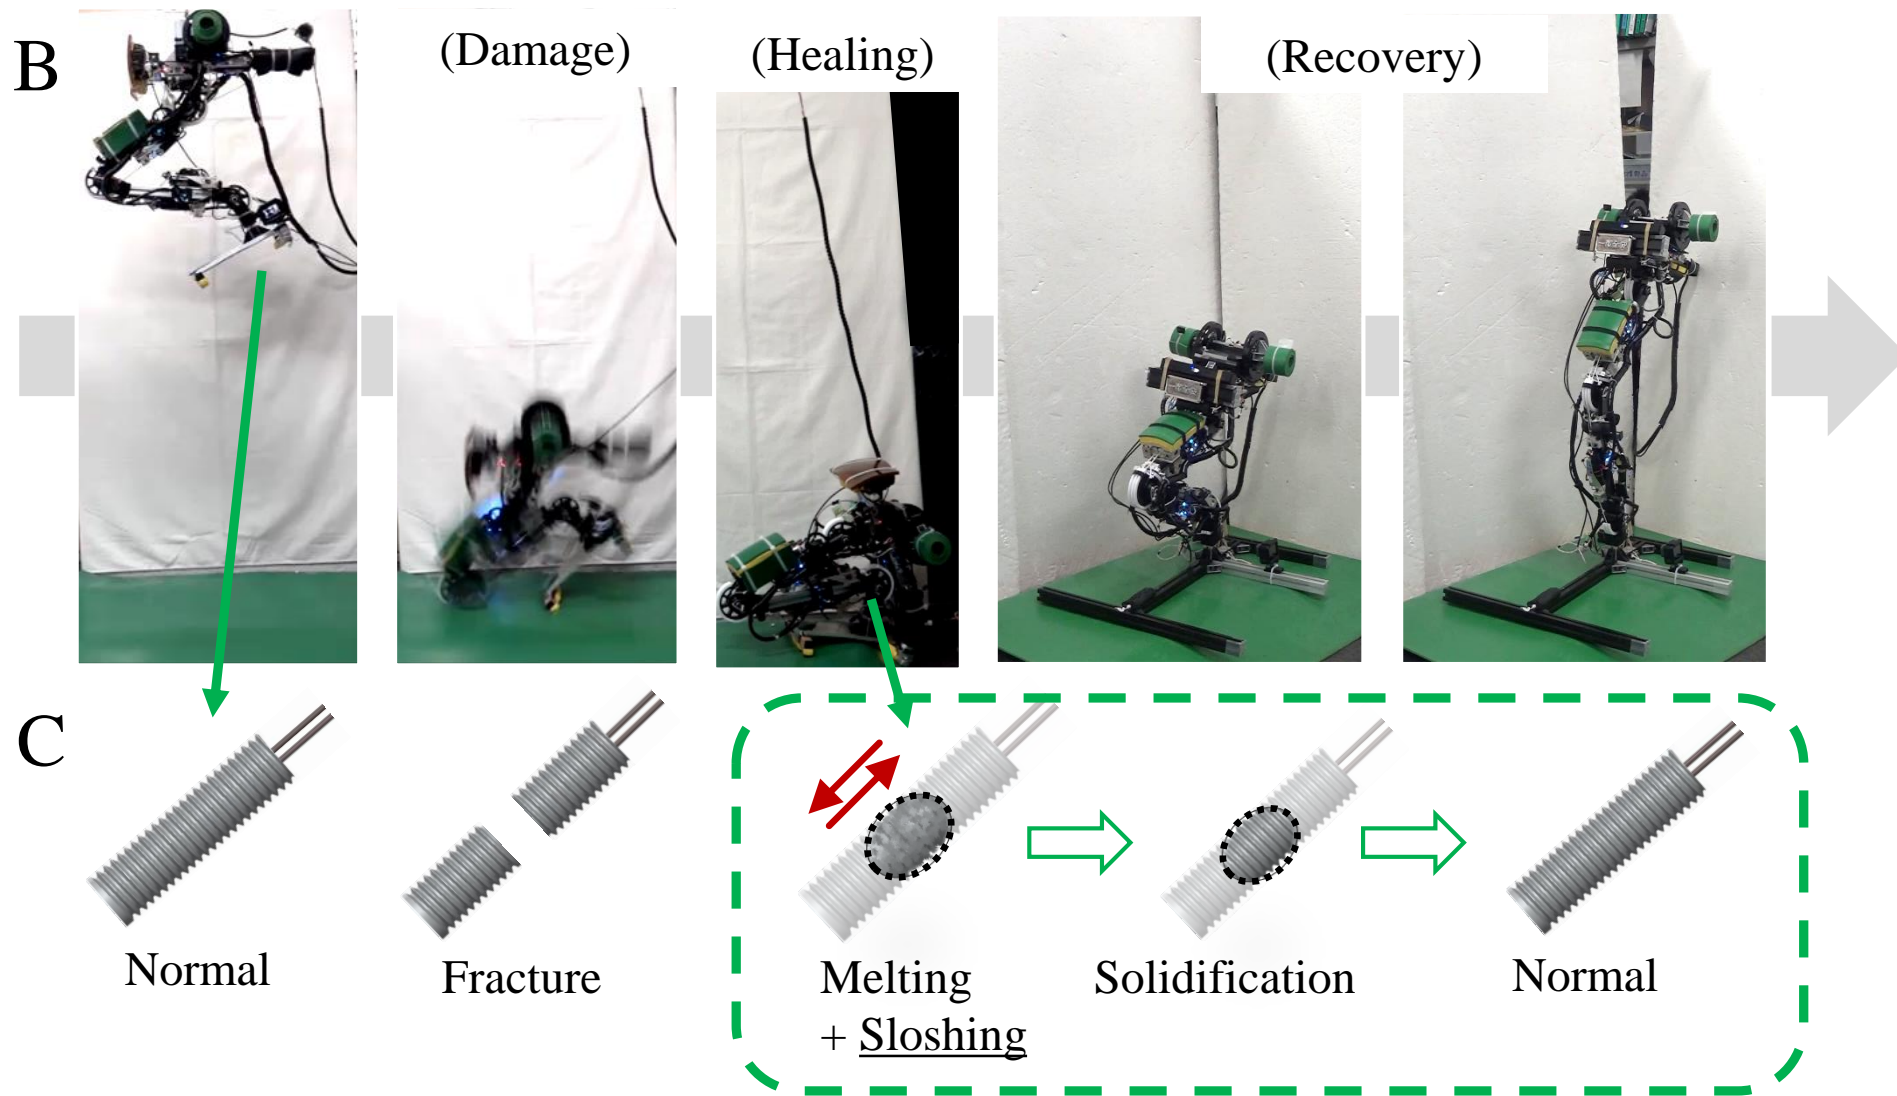 B
(Damage)
(Healing)
(Recovery)
C
Normal
Fracture
Melting
+ Sloshing
Solidification
Normal